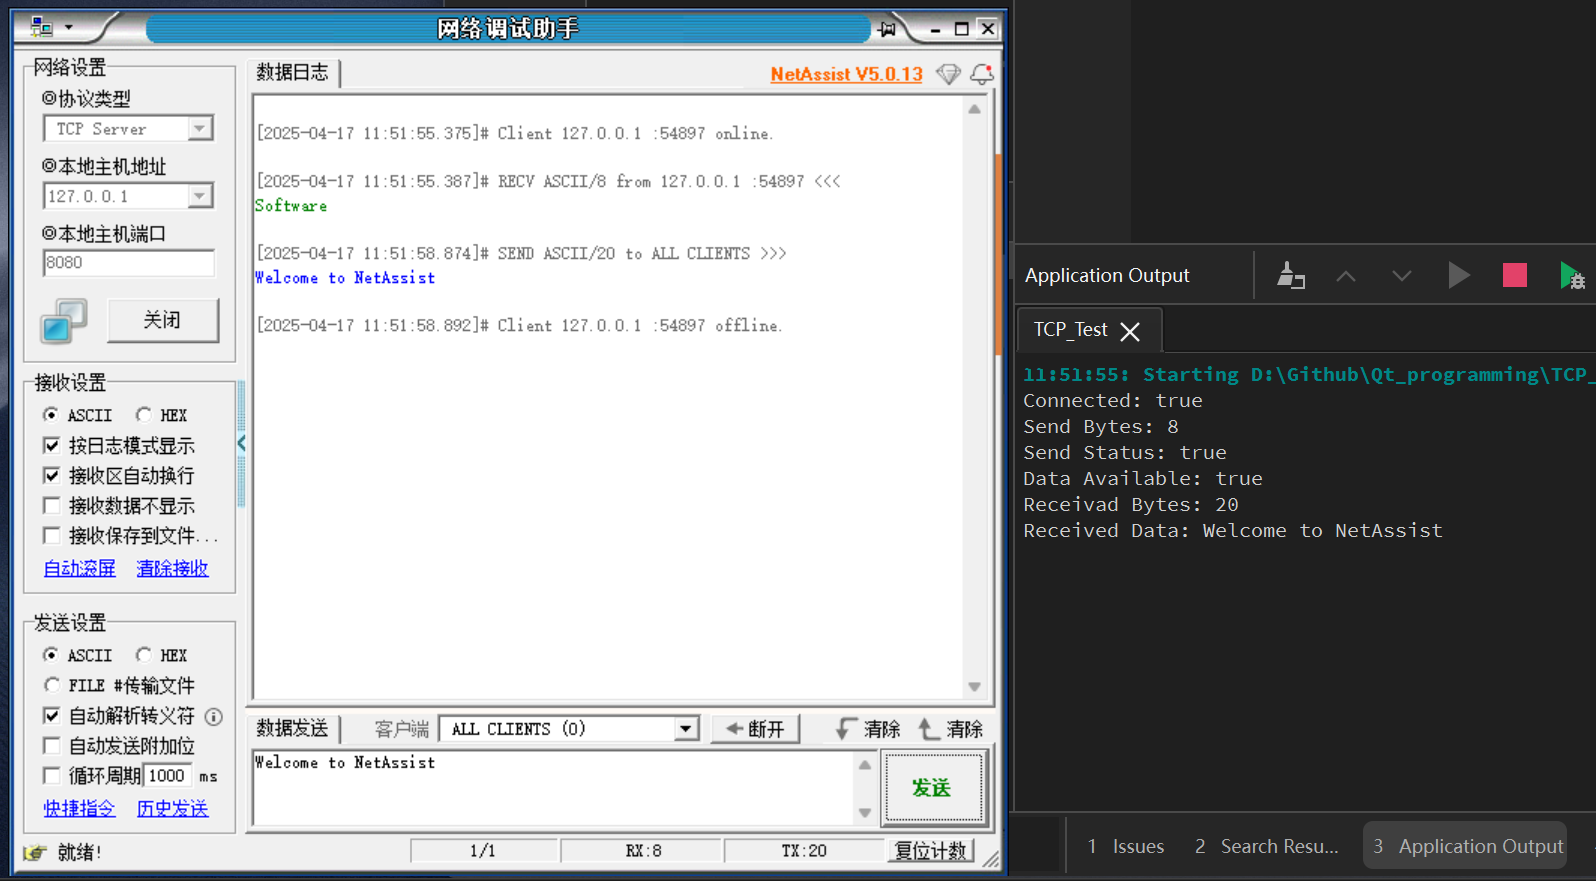 网络调试助手
网络设置
协议类型
TCP Server
本地主机地址
127.0.0.1
本地主机端口
8080
关闭
接收设置
ASCII HEX
按日志模式显示
接收区自动换行
接收数据不显示
接收保存到文件...
自动滚屏 清除接收
发送设置
ASCII HEX
FILE #传输文件
自动解析转义符
自动发送附加位
循环周期 1000 ms
快捷指令 历史发送
就绪!
数据日志
NetAssist V5.0.13
[2025-04-17 11:51:55.375]# Client 127.0.0.1 :54897 online.
[2025-04-17 11:51:55.387]# RECV ASCII/8 from 127.0.0.1 :54897 <<<
Software
[2025-04-17 11:51:58.874]# SEND ASCII/20 to ALL CLIENTS >>>
Welcome to NetAssist
[2025-04-17 11:51:58.892]# Client 127.0.0.1 :54897 offline.
数据发送 客户端 ALL CLIENTS (0) 断开 清除 清除
Welcome to NetAssist
发送
1/1 RX:8 TX:20 复位计数
Application Output
TCP_Test
11:51:55: Starting D:\Github\Qt_programming\TCP_
Connected: true
Send Bytes: 8
Send Status: true
Data Available: true
Receivad Bytes: 20
Received Data: Welcome to NetAssist
1 Issues 2 Search Resu... 3 Application Output